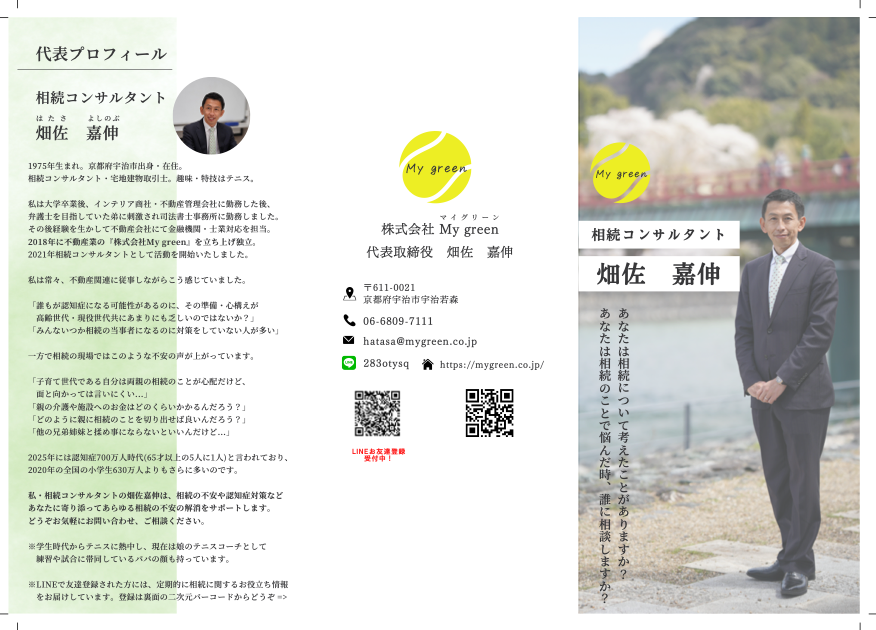 代表プロフィール
相続コンサルタント
はたさ よしのぶ
畑佐 嘉伸
1975年生まれ。京都府宇治市出身・在住。
相続コンサルタント・宅地建物取引士。趣味・特技はテニス。
私は大学卒業後、インテリア商社・不動産管理会社に勤務した後、
弁護士を目指していた弟に刺激され司法書士事務所に勤務しました。
その後経験を生かして不動産会社にて金融機関・士業対応を担当。
2018年に不動産業の『株式会社My green』を立ち上げ独立。
2021年相続コンサルタントとして活動を開始いたしました。
私は常々、不動産関連に従事しながらこう感じていました。
「誰もが認知症になる可能性があるのに、その準備・心構えが
高齢世代・現役世代共にあまりにも乏しいのではないか？」
「みんないつか相続の当事者になるのに対策をしていない人が多い」
一方で相続の現場ではこのような不安の声が上がっています。
「子育て世代である自分は両親の相続のことが心配だけど、
面と向かっては言いにくい…」
「親の介護や施設へのお金はどのくらいかかるんだろう？」
「どのように親に相続のことを切り出せば良いんだろう？」
「他の兄弟姉妹と揉め事にならないといいんだけど…」
2025年には認知症700万人時代(65才以上の5人に1人)と言われており、
2020年の全国の小学生630万人よりもさらに多いのです。
私・相続コンサルタントの畑佐嘉伸は、相続の不安や認知症対策など
あなたに寄り添ってあらゆる相続の不安の解消をサポートします。
どうぞお気軽にお問い合わせ、ご相談ください。
※学生時代からテニスに熱中し、現在は娘のテニスコーチとして
練習や試合に帯同しているパパの顔も持っています。
※LINEで友達登録された方には、定期的に相続に関するお役立ち情報
をお届けしています。登録は裏面の二次元バーコードからどうぞ =>
My green
マイグリーン
株式会社 My green
代表取締役 畑佐 嘉伸
〒611-0021
京都府宇治市宇治若森
06-6809-7111
hatasa@mygreen.co.jp
LINE
283otysq
https://mygreen.co.jp/
LINEお友達登録
受付中！
My green
相続コンサルタント
畑佐 嘉伸
あなたは相続について考えたことがありますか？
あなたは相続のことで悩んだ時、誰に相談しますか？